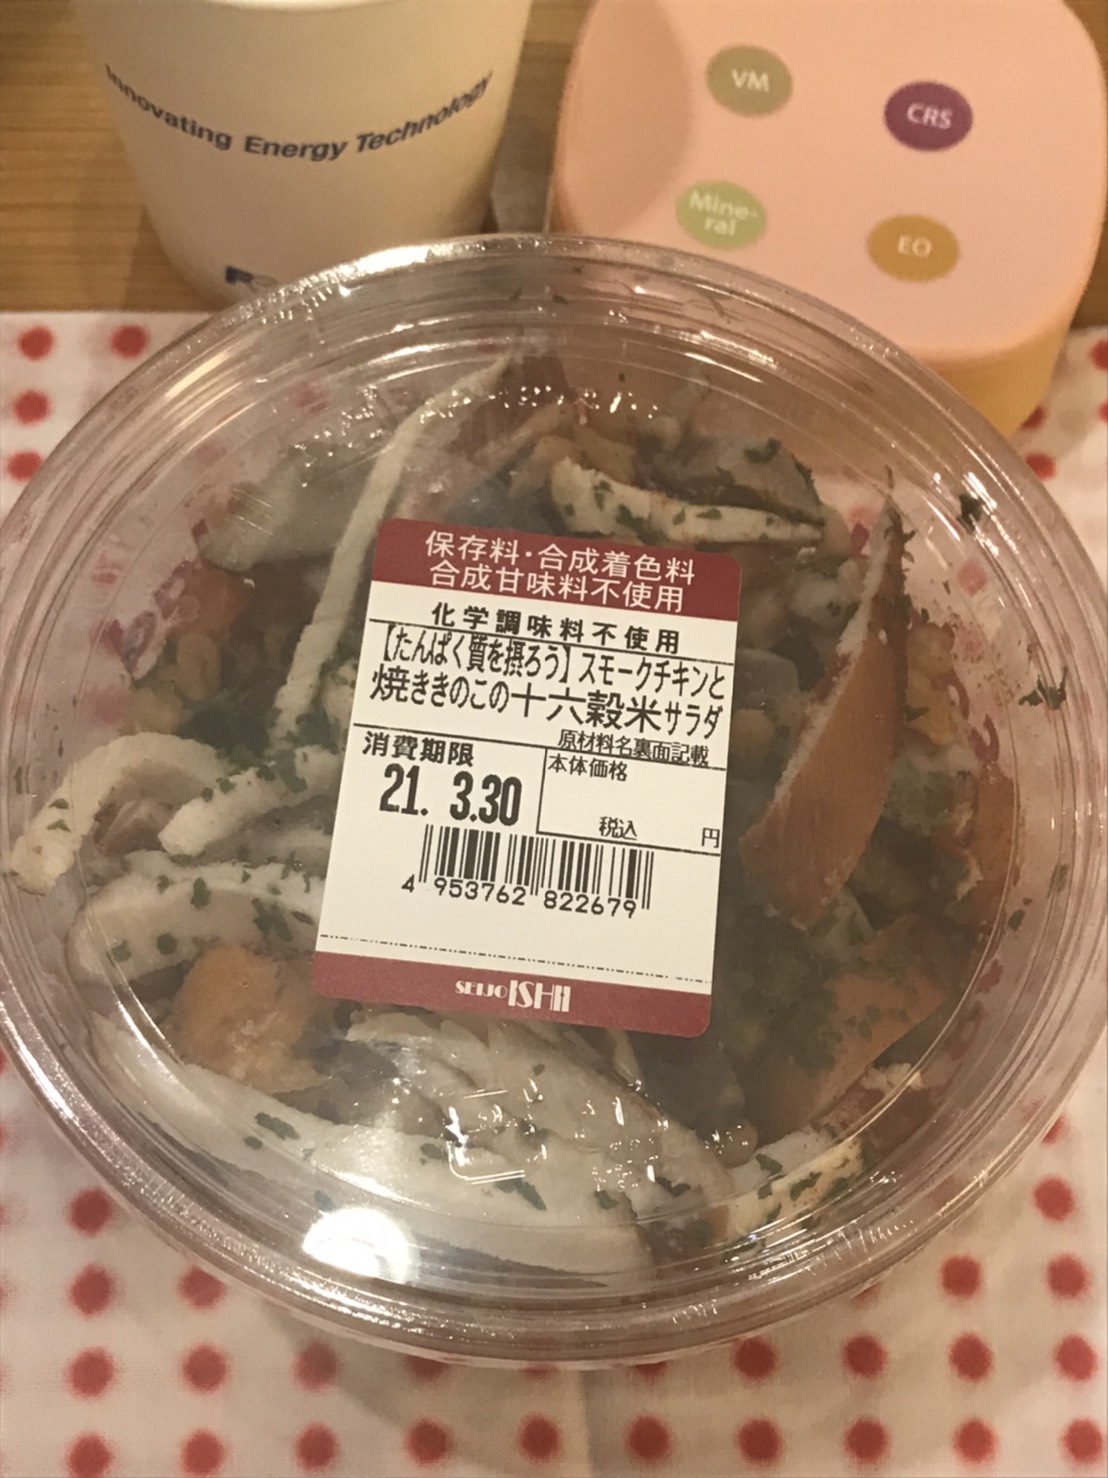 Innovating Energy Technology
VM
CRS
Mine-
ral
EO
保存料・合成着色料
合成甘味料不使用
化学調味料不使用
【たんぱく質を摂ろう】スモークチキンと
焼ききのこの十六穀米サラダ
原材料名裏面記載
消費期限
21. 3.30
本体価格
税込 円
4 953762 822679
SEIJO ISHII